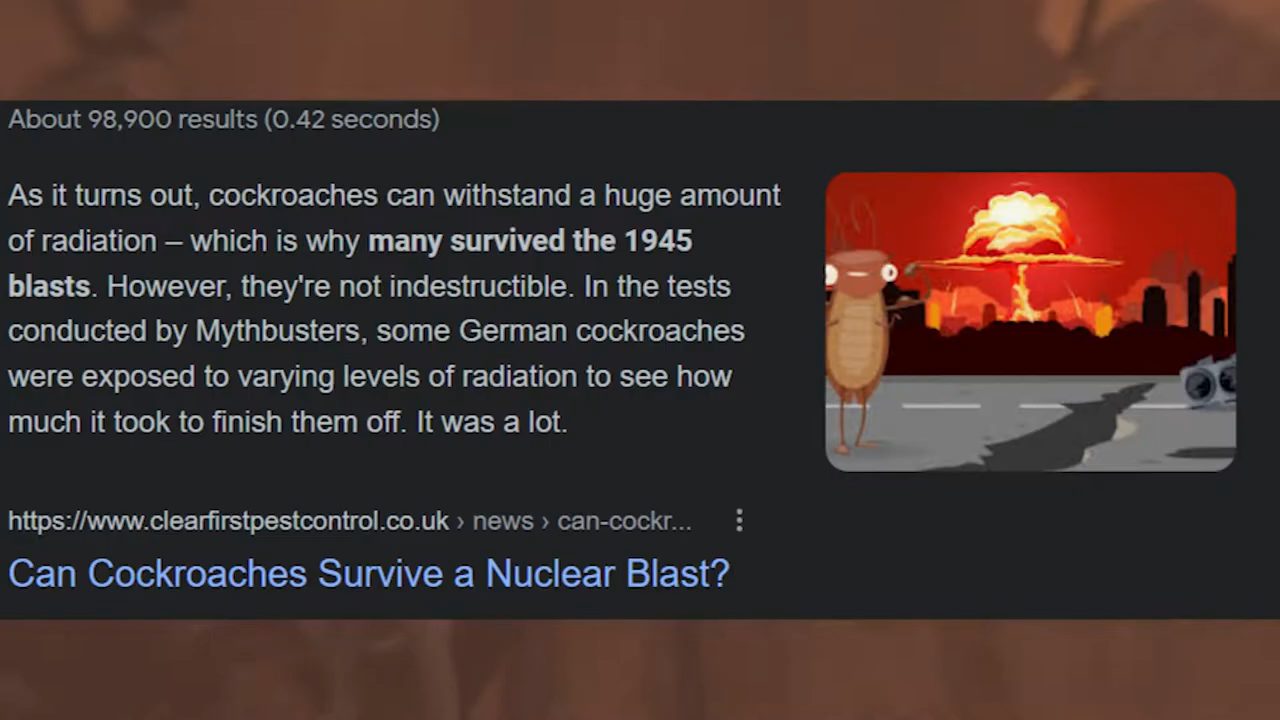 About 98,900 results (0.42 seconds)
As it turns out, cockroaches can withstand a huge amount
of radiation – which is why many survived the 1945
blasts. However, they're not indestructible. In the tests
conducted by Mythbusters, some German cockroaches
were exposed to varying levels of radiation to see how
much it took to finish them off. It was a lot.
https://www.clearfirstpestcontrol.co.uk › news › can-cockr...
Can Cockroaches Survive a Nuclear Blast?